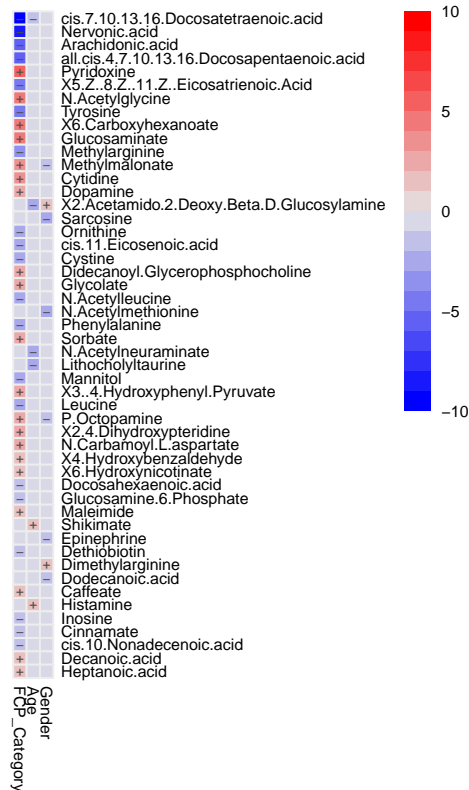 cis.7.10.13.16.Docosatetraenoic.acid
Nervonic.acid
Arachidonic.acid
all.cis.4.7.10.13.16.Docosapentaenoic.acid
Pyridoxine
X5.Z..8.Z..11.Z..Eicosatrienoic.Acid
N.Acetylglycine
Tyrosine
X6.Carboxyhexanoate
Glucosaminate
Methylarginine
Methylmalonate
Cytidine
Dopamine
X2.Acetamido.2.Deoxy.Beta.D.Glucosylamine
Sarcosine
Ornithine
cis.11.Eicosenoic.acid
Cystine
Didecanoyl.Glycerophosphocholine
Glycolate
N.Acetylleucine
N.Acetylmethionine
Phenylalanine
Sorbate
N.Acetylneuraminate
Lithocholyltaurine
Mannitol
X3..4.Hydroxyphenyl.Pyruvate
Leucine
P.Octopamine
X2.4.Dihydroxypteridine
N.Carbamoyl.L.aspartate
X4.Hydroxybenzaldehyde
X6.Hydroxynicotinate
Docosahexaenoic.acid
Glucosamine.6.Phosphate
Maleimide
Shikimate
Epinephrine
Dethiobiotin
Dimethylarginine
Dodecanoic.acid
Caffeate
Histamine
Inosine
Cinnamate
cis.10.Nonadecenoic.acid
Decanoic.acid
Heptanoic.acid
FCP_Category
Age
Gender
10
5
0
−5
−10